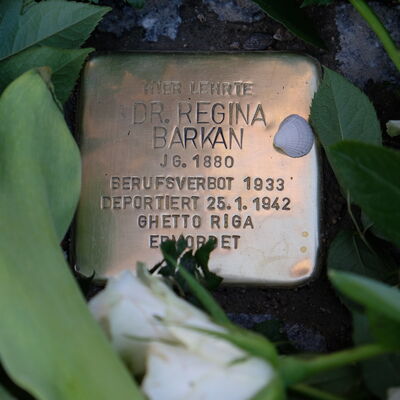 HIER LEHRTE
DR. REGINA
BARKAN
JG. 1880
BERUFSVERBOT 1933
DEPORTIERT 25.1. 1942
GHETTO RIGA
ERMORDET